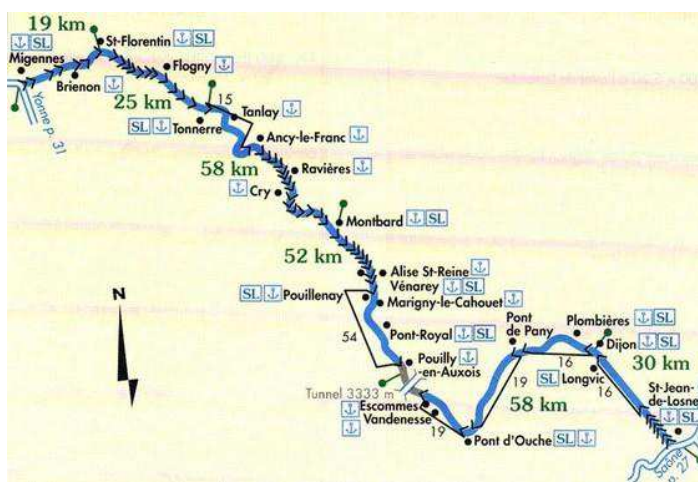 19 km
St-Florentin SL
SL
Migennes
Flogny
Brienon
25 km
15
Tanlay
Yonne p. 31
SL
Tonnerre
Ancy-le-Franc
58 km
Ravières
Cry
Montbard SL
52 km
Alise St-Reine
Vénarey SL
SL Pouillenay
Marigny-le-Cahouet
N
Pont-Royal SL
54
Pouilly
-en-Auxois
Tunnel 3333 m
Escommes
Vandenesse
19
Pont d'Ouche SL
Pont
de Pany
Plombières
SL
Dijon SL
16
30 km
19
SL
Longvic
58 km
16
St-Jean-
de-Losne
SL
Saône
p. 27